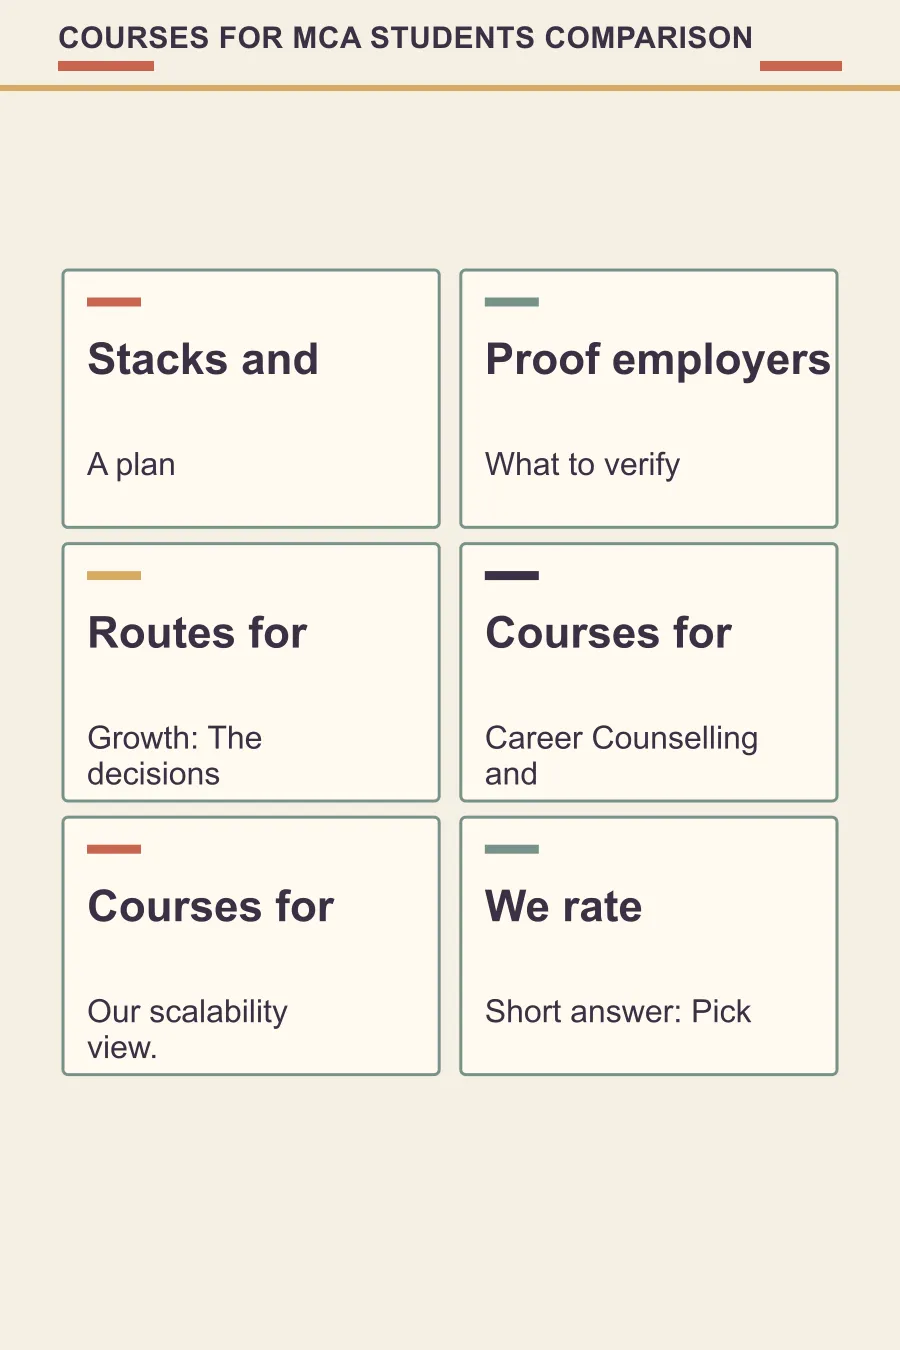 COURSES FOR MCA STUDENTS COMPARISON
Stacks and
A plan
Proof employers
What to verify
Routes for
Growth: The
decisions
Courses for
Career Counselling
and
Courses for
Our scalability
view.
We rate
Short answer: Pick